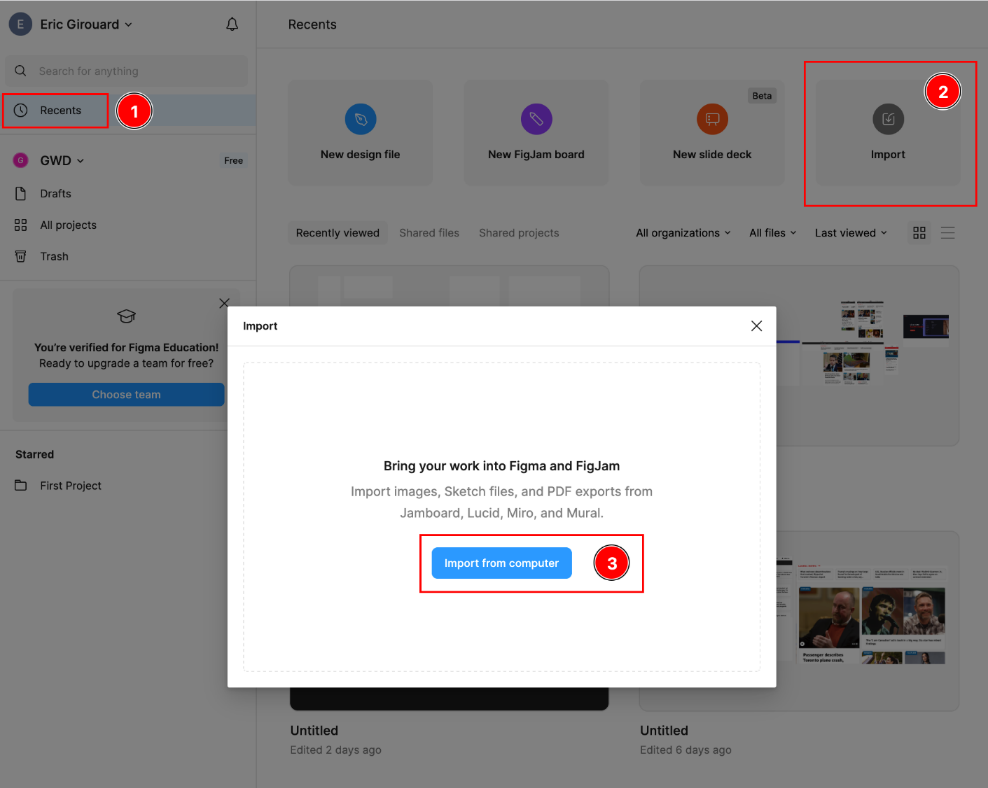 E Eric Girouard
Search for anything
Recents
1
G GWD Free
Drafts
All projects
Trash
You're verified for Figma Education!
Ready to upgrade a team for free?
Choose team
Starred
First Project
Recents
New design file
New FigJam board
Beta
New slide deck
2
Import
Recently viewed Shared files Shared projects All organizations All files Last viewed
Import
Bring your work into Figma and FigJam
Import images, Sketch files, and PDF exports from
Jamboard, Lucid, Miro, and Mural.
Import from computer
3
Untitled
Edited 2 days ago
Untitled
Edited 6 days ago